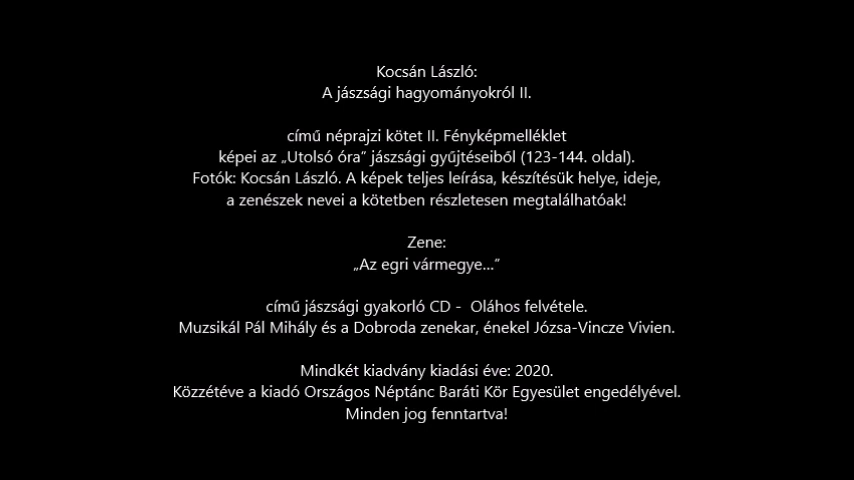 Kocsán László:
A jászsági hagyományokról II.
című néprajzi kötet II. Fényképmelléklet
képei az „Utolsó óra” jászsági gyűjtéseiből (123-144. oldal).
Fotók: Kocsán László. A képek teljes leírása, készítésük helye, ideje,
a zenészek nevei a kötetben részletesen megtalálhatóak!
Zene:
„Az egri vármegye...”
című jászsági gyakorló CD - Oláhos felvétele.
Muzsikál Pál Mihály és a Dobroda zenekar, énekel Józsa-Vincze Vivien.
Mindkét kiadvány kiadási éve: 2020.
Közzétéve a kiadó Országos Néptánc Baráti Kör Egyesület engedélyével.
Minden jog fenntartva!